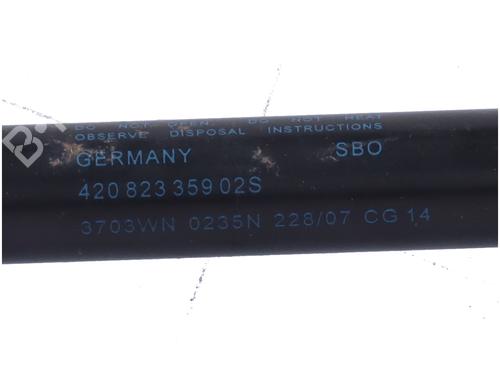 DO NOT OPEN DO NOT HEAT
OBSERVE DISPOSAL INSTRUCTIONS
GERMANY SBO
420 823 359 02S
3703WN 0235N 228/07 CG 14